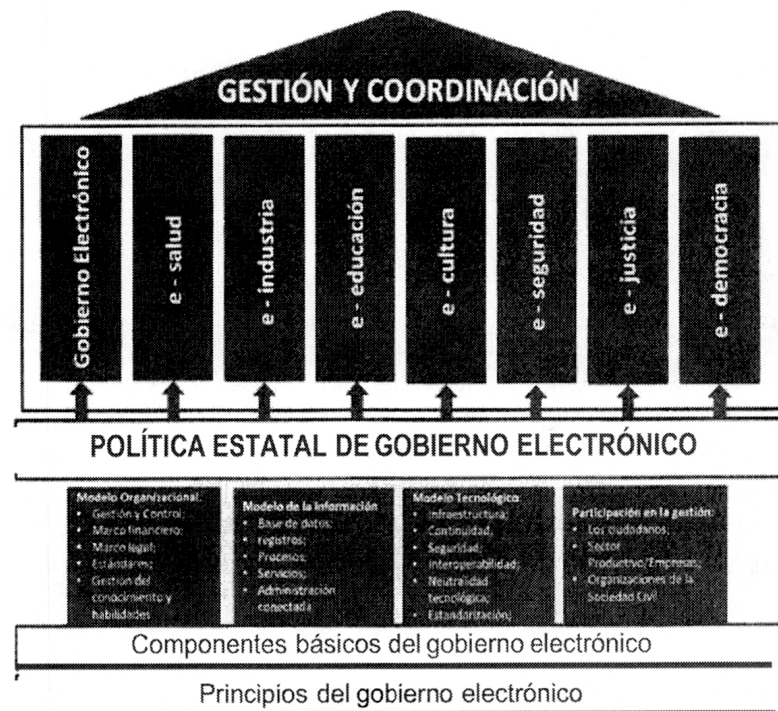 GESTIÓN Y COORDINACIÓN
Gobierno Electrónico
e - salud
e - industria
e - educación
e - cultura
e - seguridad
e - justicia
e - democracia
POLÍTICA ESTATAL DE GOBIERNO ELECTRÓNICO
Modelo Organizacional.
• Gestión y Control;
• Marco financiero;
• Marco legal;
• Estándares;
• Gestión del
conocimiento y
habilidades
Modelo de la Información
• Base de datos;
• registros;
• Procesos;
• Servicios;
• Administración
conectada
Modelo Tecnológico
• Infraestructura;
• Continuidad;
• Seguridad;
• Interoperabilidad;
• Neutralidad
tecnológica;
• Estandarización;
Participación en la gestión:
• Los ciudadanos;
• Sector
Productivo/Empresas;
• Organizaciones de la
Sociedad Civil
Componentes básicos del gobierno electrónico
Principios del gobierno electrónico